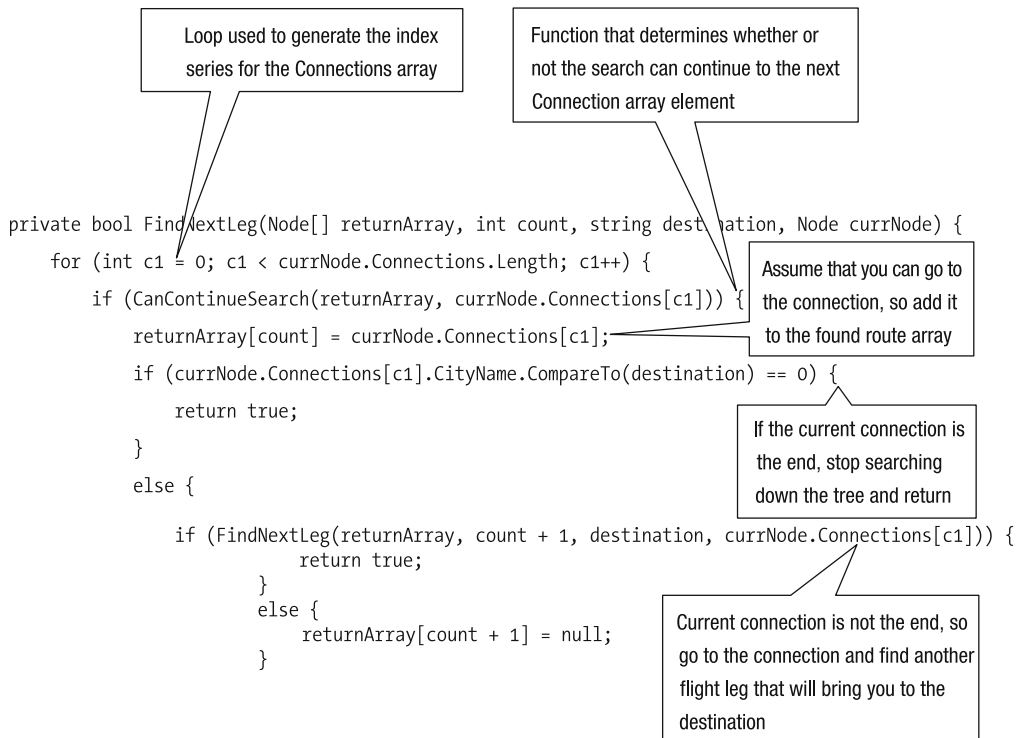 Loop used to generate the index
series for the Connections array
Function that determines whether or
not the search can continue to the next
Connection array element
private bool FindNextLeg(Node[] returnArray, int count, string destination, Node currNode) {
for (int c1 = 0; c1 < currNode.Connections.Length; c1++) {
if (CanContinueSearch(returnArray, currNode.Connections[c1])) {
Assume that you can go to
the connection, so add it
to the found route array
returnArray[count] = currNode.Connections[c1];
if (currNode.Connections[c1].CityName.CompareTo(destination) == 0) {
return true;
}
If the current connection is
the end, stop searching
down the tree and return
else {
if (FindNextLeg(returnArray, count + 1, destination, currNode.Connections[c1])) {
return true;
}
else {
returnArray[count + 1] = null;
}
Current connection is not the end, so
go to the connection and find another
flight leg that will bring you to the
destination